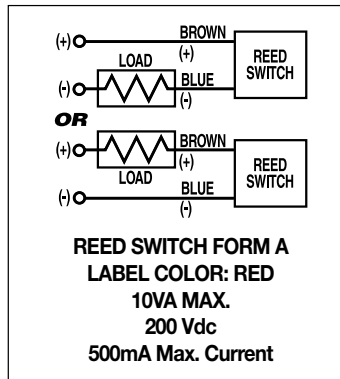 BROWN
(+)
(+)
LOAD
REED
SWITCH
(-)
BLUE
(-)
OR
(+)
BROWN
(+)
LOAD
REED
SWITCH
(-)
BLUE
(-)
REED SWITCH FORM A
LABEL COLOR: RED
10VA MAX.
200 Vdc
500mA Max. Current